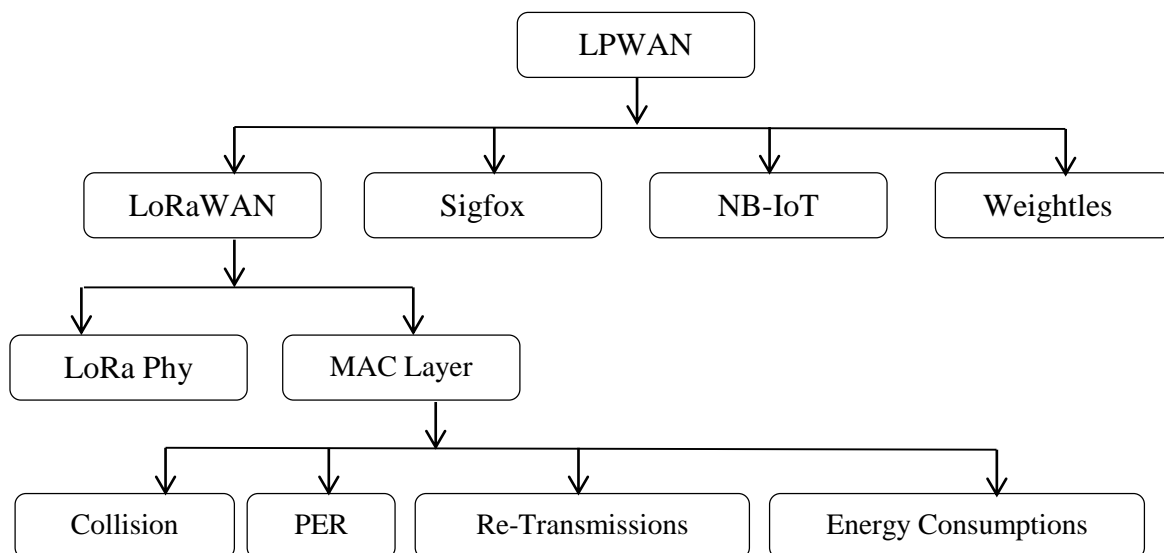 LPWAN
LoRaWAN
Sigfox
NB-IoT
Weightles
LoRa Phy
MAC Layer
Collision
PER
Re-Transmissions
Energy Consumptions